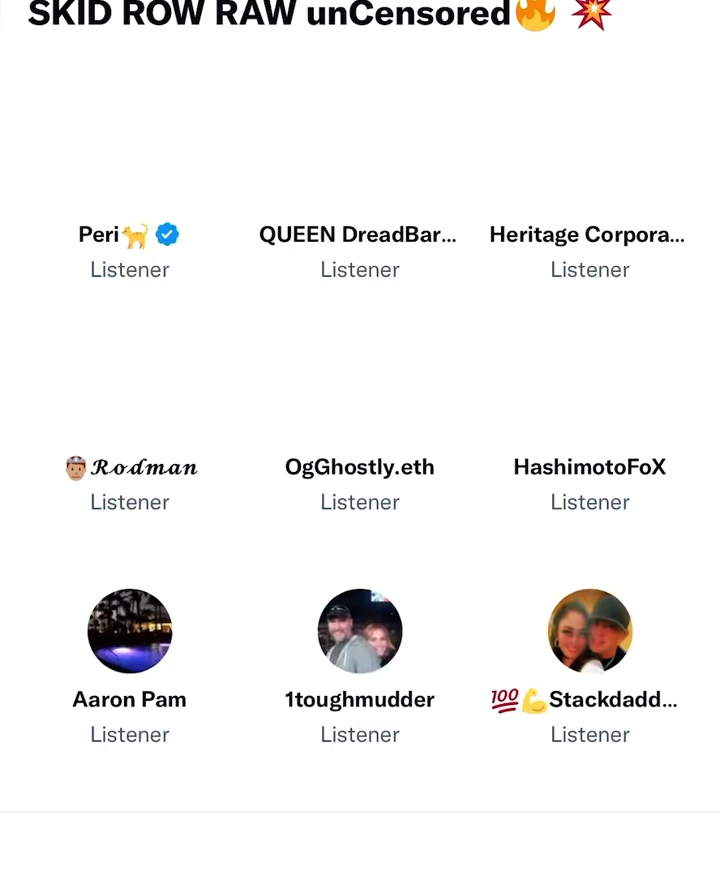 SKID ROW RAW unCensored🔥 💥
Peri🐈
QUEEN DreadBar...
Heritage Corpora...
Listener
Listener
Listener
👨🏽‍🦳𝓡𝓸𝓭𝓶𝓪𝓷
OgGhostly.eth
HashimotoFoX
Listener
Listener
Listener
Aaron Pam
1toughmudder
💯💪Stackdadd...
Listener
Listener
Listener